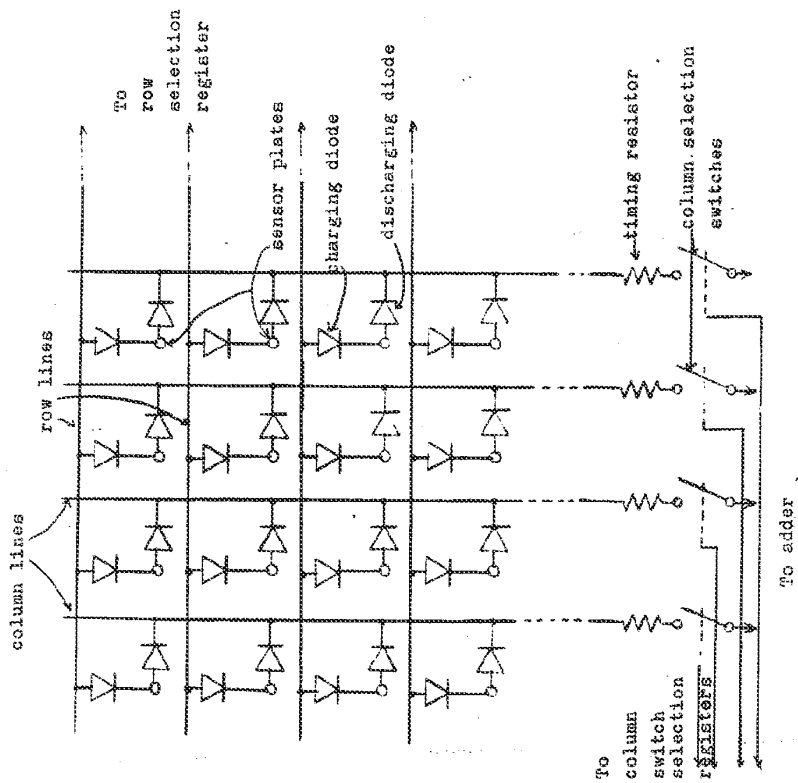 To
row
selection
register
row lines
column lines
sensor plates
charging diode
discharging diode
timing resistor
column selection
switches
To
column
switch
selection
registers
To adder